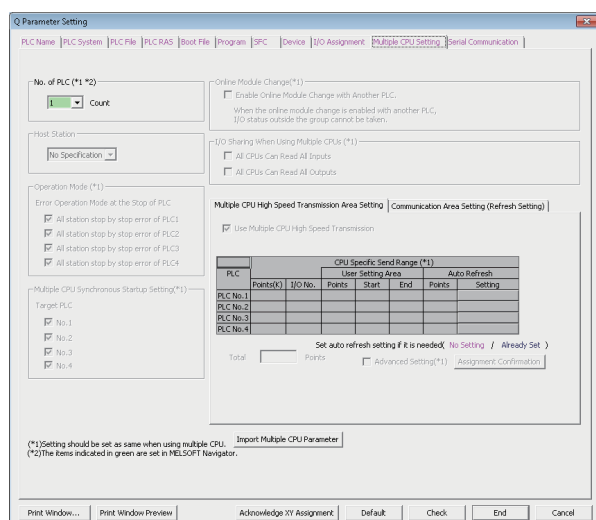 Q Parameter Setting
PLC Name PLC System PLC File PLC RAS Boot File Program SFC Device I/O Assignment Multiple CPU Setting Serial Communication
No. of PLC (*1 *2)
1 Count
Online Module Change(*1)
Enable Online Module Change with Another PLC.
When the online module change is enabled with another PLC,
I/O status outside the group cannot be taken.
Host Station
No Specification
I/O Sharing When Using Multiple CPUs (*1)
All CPUs Can Read All Inputs
All CPUs Can Read All Outputs
Operation Mode (*1)
Error Operation Mode at the Stop of PLC
All station stop by stop error of PLC1
All station stop by stop error of PLC2
All station stop by stop error of PLC3
All station stop by stop error of PLC4
Multiple CPU Synchronous Startup Setting(*1)
Target PLC
No.1
No.2
No.3
No.4
Multiple CPU High Speed Transmission Area Setting Communication Area Setting (Refresh Setting)
Use Multiple CPU High Speed Transmission
CPU Specific Send Range (*1)
PLC User Setting Area Auto Refresh
Points(K) I/O No. Points Start End Points Setting
PLC No.1
PLC No.2
PLC No.3
PLC No.4
Set auto refresh setting if it is needed( No Setting / Already Set )
Total Points Advanced Setting(*1) Assignment Confirmation
(*1)Setting should be set as same when using multiple CPU. Import Multiple CPU Parameter
(*2)The items indicated in green are set in MELSOFT Navigator.
Print Window... Print Window Preview Acknowledge XY Assignment Default Check End Cancel